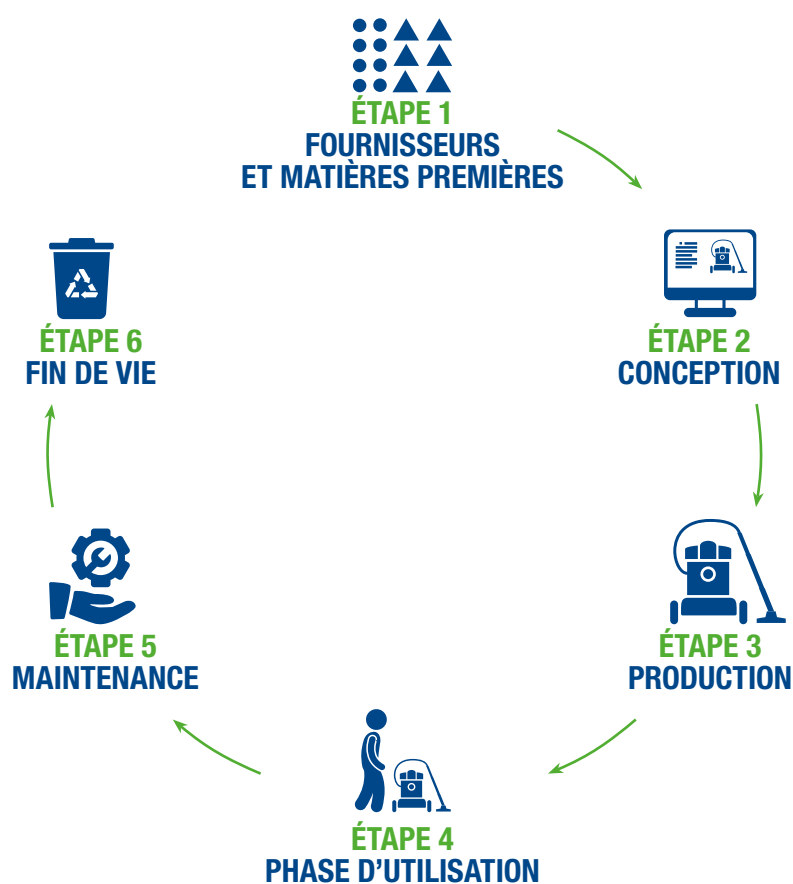 ÉTAPE 1
FOURNISSEURS
ET MATIÈRES PREMIÈRES
ÉTAPE 2
CONCEPTION
ÉTAPE 3
PRODUCTION
ÉTAPE 4
PHASE D’UTILISATION
ÉTAPE 5
MAINTENANCE
ÉTAPE 6
FIN DE VIE